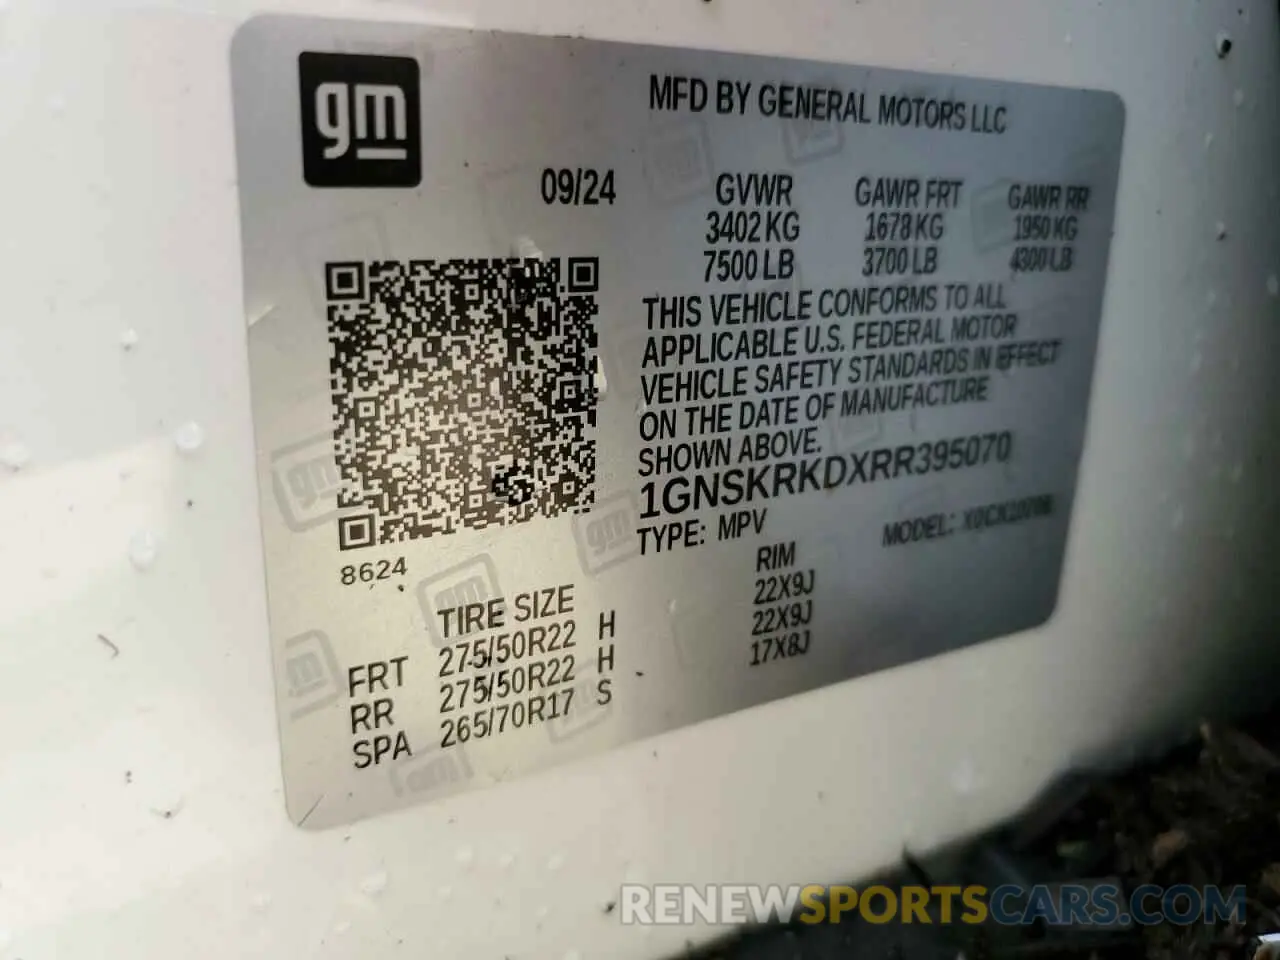 gm
MFD BY GENERAL MOTORS LLC
09/24
GVWR GAWR FRT GAWR RR
3402 KG 1678 KG 1950 KG
7500 LB 3700 LB 4300 LB
THIS VEHICLE CONFORMS TO ALL
APPLICABLE U.S. FEDERAL MOTOR
VEHICLE SAFETY STANDARDS IN EFFECT
ON THE DATE OF MANUFACTURE
SHOWN ABOVE.
1GNSKRKDXRR395070
TYPE: MPV MODEL:
8624
TIRE SIZE RIM
FRT 275/50R22 H 22X9J
RR 275/50R22 H 22X9J
SPA 265/70R17 S 17X8J
RENEWSPORTSCARS.COM